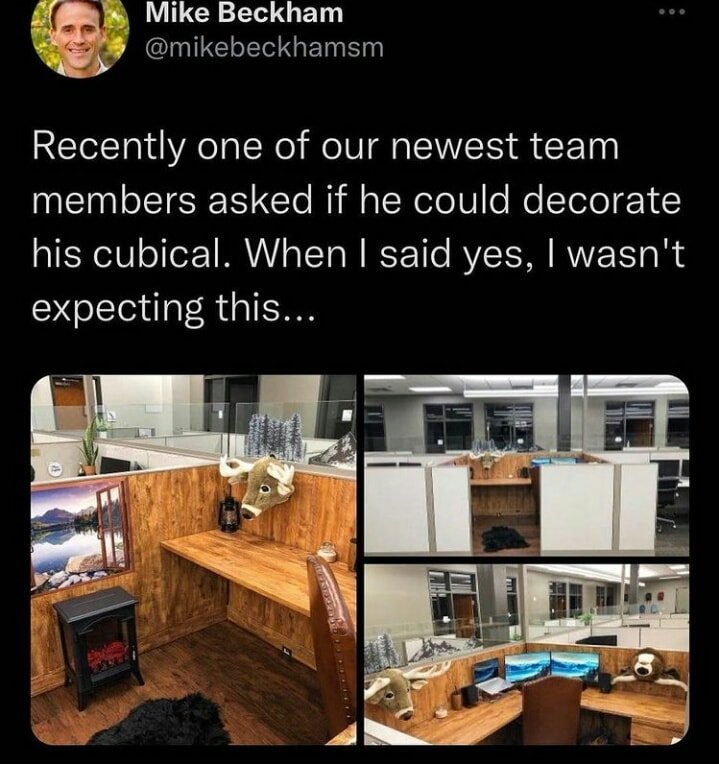 Mike Beckham
@mikebeckhamsm
Recently one of our newest team
members asked if he could decorate
his cubical. When I said yes, I wasn't
expecting this...